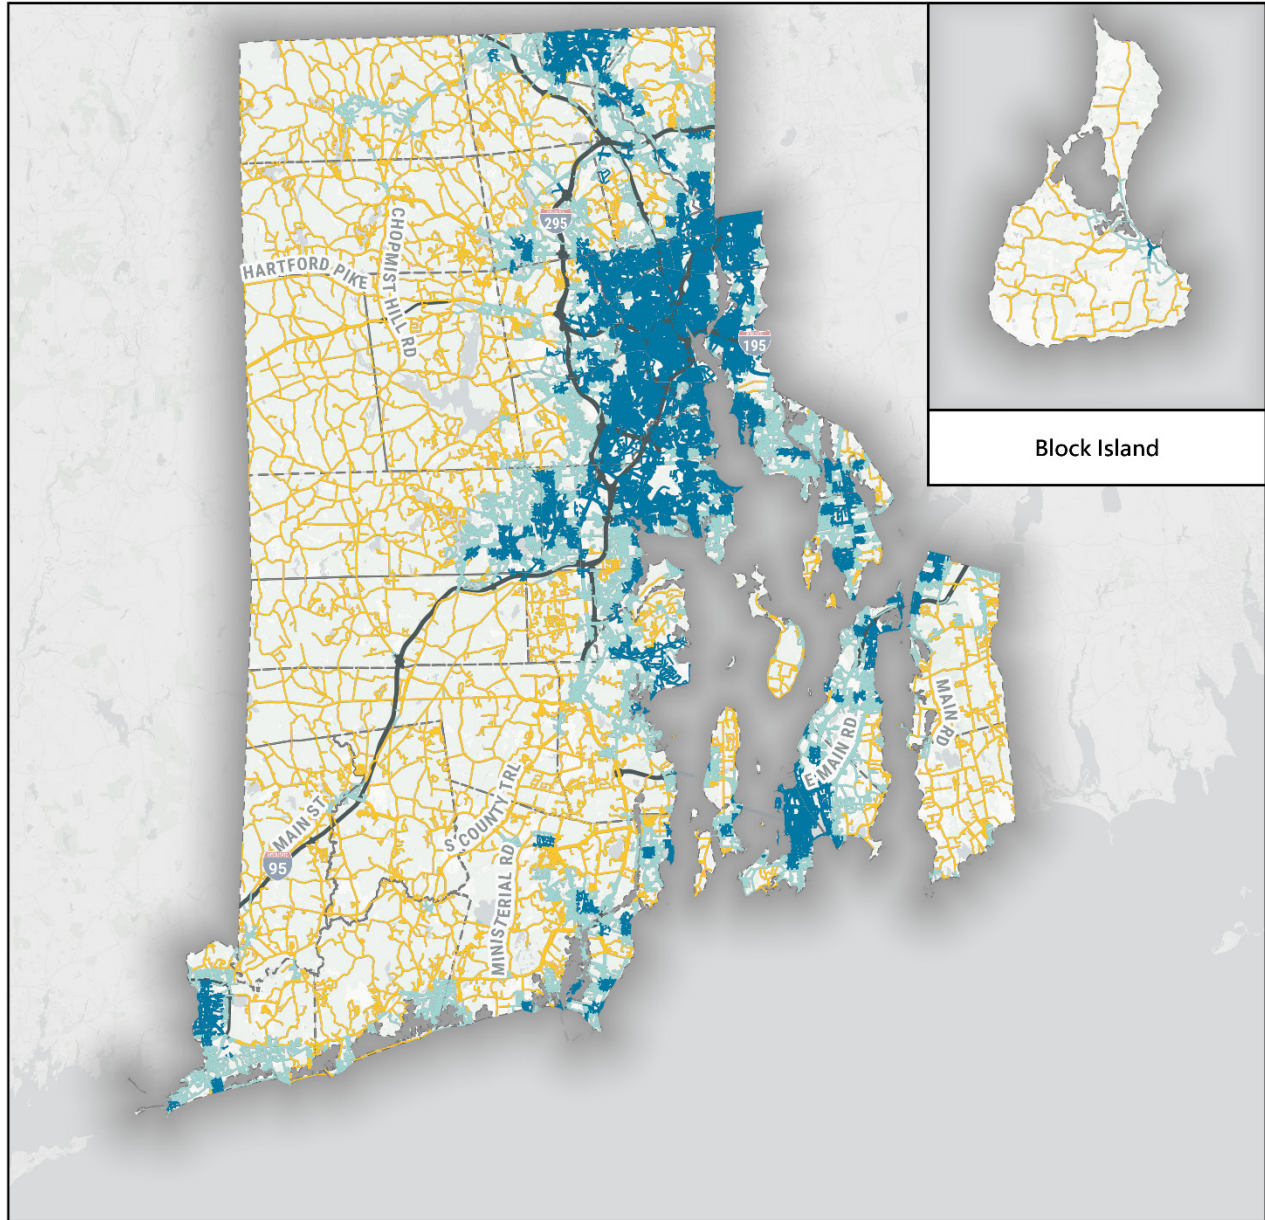 295
CHOPMIST HILL RD
HARTFORD PIKE
195
Block Island
MAIN RD
E MAIN RD
S COUNTY TRL
MAIN ST
95
MINISTERIAL RD